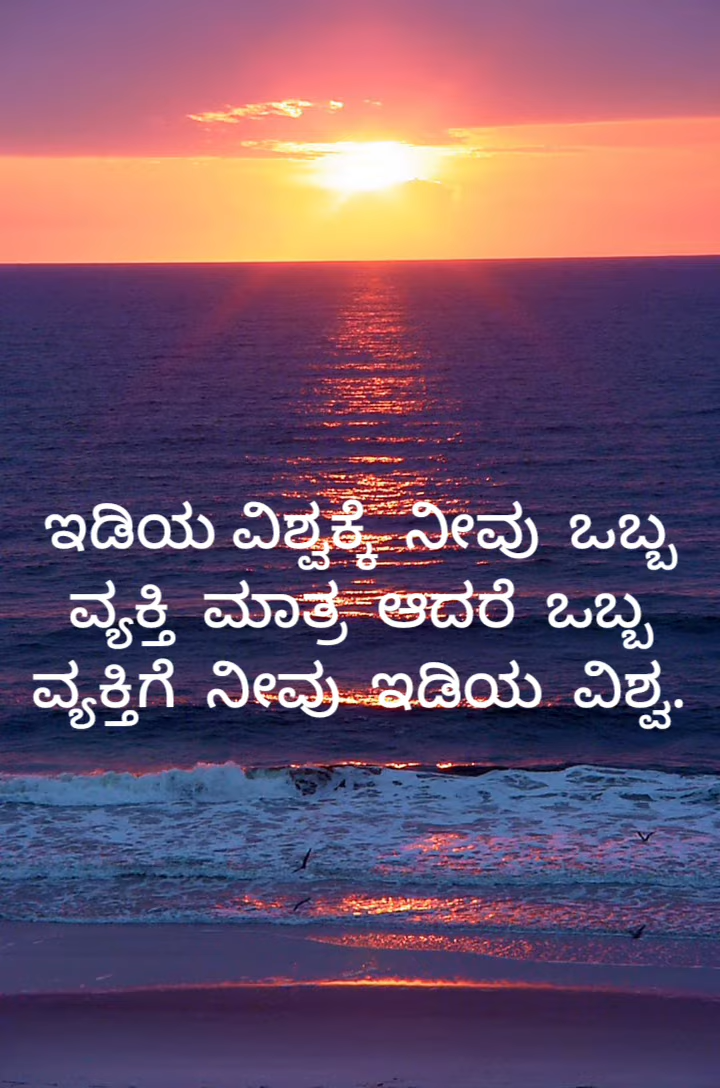 ಇಡಿಯ ವಿಶ್ವಕ್ಕೆ ನೀವು ಒಬ್ಬ
ವ್ಯಕ್ತಿ ಮಾತ್ರ ಆದರೆ ಒಬ್ಬ
ವ್ಯಕ್ತಿಗೆ ನೀವು ಇಡಿಯ ವಿಶ್ವ.